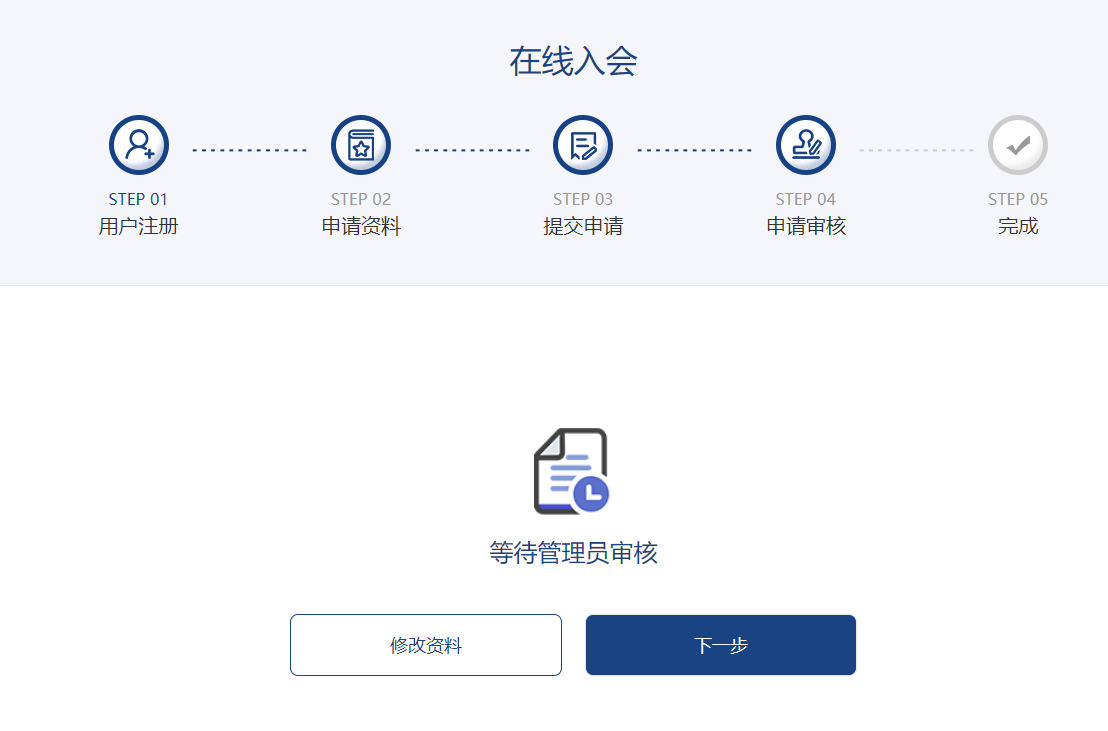 在线入会
STEP 01
STEP 02
STEP 03
STEP 04
STEP 05
用户注册
申请资料
提交申请
申请审核
完成
等待管理员审核
修改资料
下一步